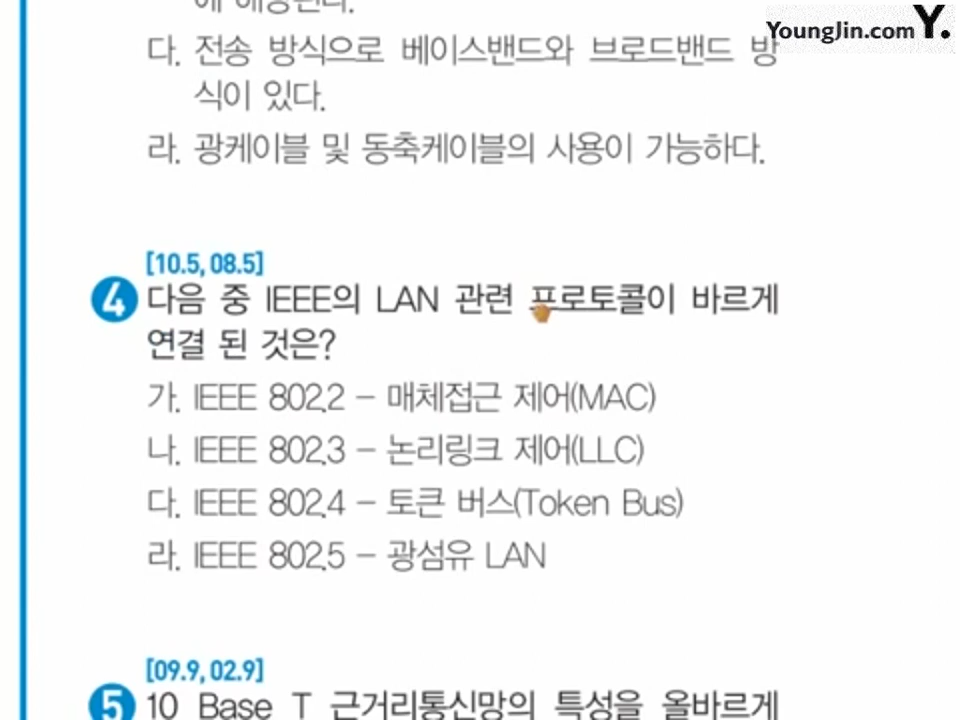 에 해당된다.
YoungJin.com Y.
다. 전송 방식으로 베이스밴드와 브로드밴드 방
식이 있다.
라. 광케이블 및 동축케이블의 사용이 가능하다.
[10.5, 08.5]
4 다음 중 IEEE의 LAN 관련 프로토콜이 바르게
연결 된 것은?
가. IEEE 802.2 - 매체접근 제어(MAC)
나. IEEE 802.3 - 논리링크 제어(LLC)
다. IEEE 802.4 - 토큰 버스(Token Bus)
라. IEEE 802.5 - 광섬유 LAN
[09.9, 02.9]
5 10 Base T 근거리통신망의 특성을 올바르게